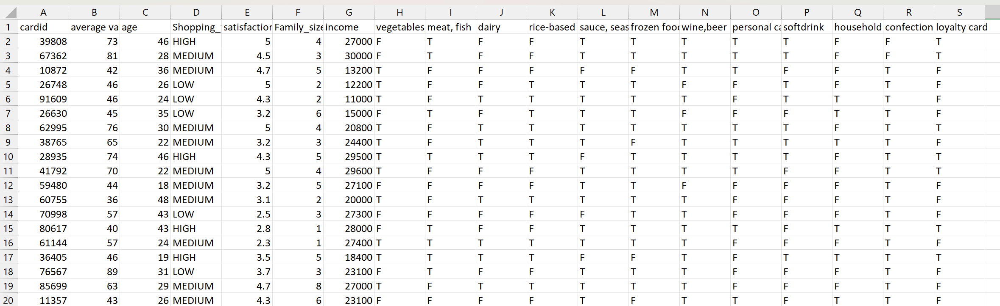 A B C D E F G H I J K L M N O P Q R S
1 cardid average va age Shopping_ satisfaction Family_size income vegetables meat, fish dairy rice-based sauce, seas frozen food wine,beer personal ca softdrink household confection loyalty card
2 39808 73 46 HIGH 5 4 27000 F T F F T T T T T F F T
3 67362 81 28 MEDIUM 4.5 3 30000 F T F F T T T T T F F T
4 10872 42 36 MEDIUM 4.7 5 13200 T F F F F F T T F F T F
5 26748 46 26 LOW 5 2 12200 T F F T T T F F T F T F
6 91609 46 24 LOW 4.3 2 11000 T F T T T T T F T T T F
7 26630 45 35 LOW 3.2 6 15000 F T F T T T F F F T T F
8 62995 76 30 MEDIUM 5 4 20800 T F T T T T T T T F T T
9 38765 65 22 MEDIUM 3.2 3 24400 T F T T T F T T T T T F
10 28935 74 46 HIGH 4.3 5 29500 T T T T F T T T T F T T
11 41792 70 22 MEDIUM 5 4 29600 T F F F T T T T F F T T
12 59480 44 18 MEDIUM 3.2 5 27100 F F F F T T F F F F T F
13 60755 36 48 MEDIUM 3.1 2 20000 T F T T T T T F F F T F
14 70998 57 43 LOW 2.5 3 27300 F F F F F T T F F F T F
15 80617 40 43 HIGH 2.8 1 28000 F T F F T T T T F T T T
16 61144 57 24 MEDIUM 2.3 1 27400 T T T T T T T F F F T F
17 36405 46 19 HIGH 3.5 5 18400 T T T T F F T F T T T T
18 76567 89 31 LOW 3.7 3 23100 F T F F T T T F F F T F
19 85699 63 29 MEDIUM 4.7 8 27000 T F T T T T T F F F T F
20 11357 43 26 MEDIUM 4.3 6 23100 F F F F T F T T F T T F